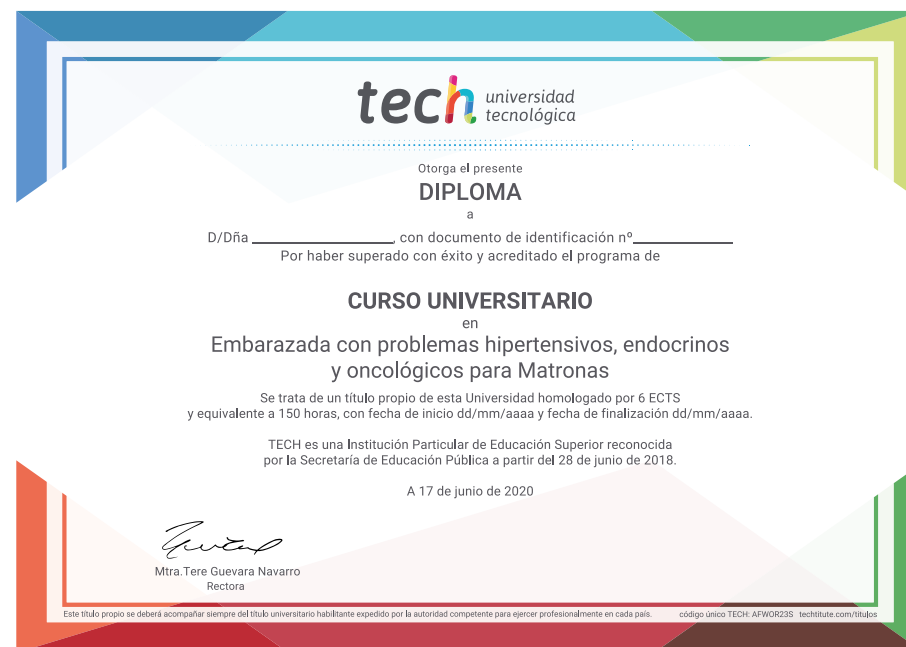 tech universidad
tecnológica
Otorga el presente
DIPLOMA
a
D/Dña ____________________, con documento de identificación nº______________
Por haber superado con éxito y acreditado el programa de
CURSO UNIVERSITARIO
en
Embarazada con problemas hipertensivos, endocrinos
y oncológicos para Matronas
Se trata de un título propio de esta Universidad homologado por 6 ECTS
y equivalente a 150 horas, con fecha de inicio dd/mm/aaaa y fecha de finalización dd/mm/aaaa.
TECH es una Institución Particular de Educación Superior reconocida
por la Secretaría de Educación Pública a partir del 28 de junio de 2018.
A 17 de junio de 2020
Mtra.Tere Guevara Navarro
Rectora
Este título propio se deberá acompañar siempre del título universitario habilitante expedido por la autoridad competente para ejercer profesionalmente en cada país. código único TECH: AFWOR23S techtitute.com/titulos